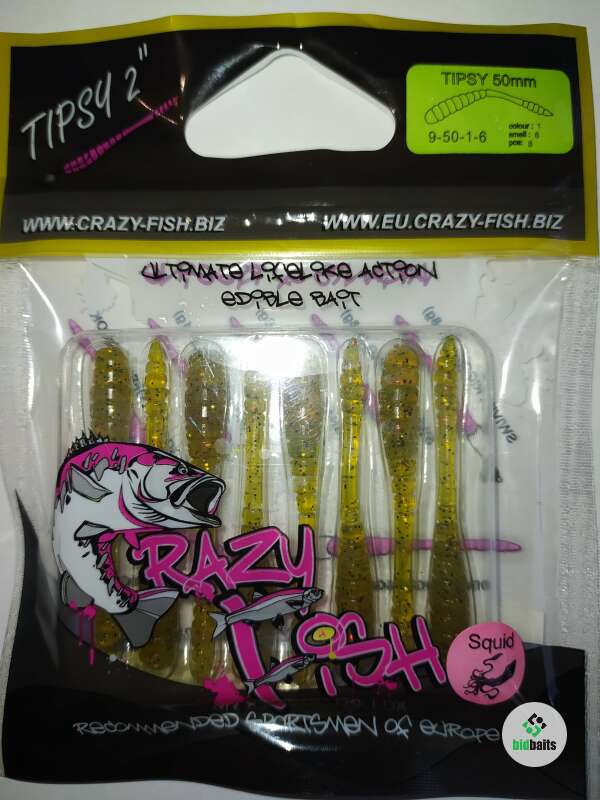 TIPSY 2"
TIPSY 50mm
9-50-1-6
colour: 1
smell: 6
pcs: 8
WWW.CRAZY-FISH.BIZ
WWW.EU.CRAZY-FISH.BIZ
ULTIMATE LIFELIKE ACTION
EDIBLE BAIT
CRAZY
FISH
Squid
RECOMMENDED SPORTSMEN OF EUROPE
bidbaits